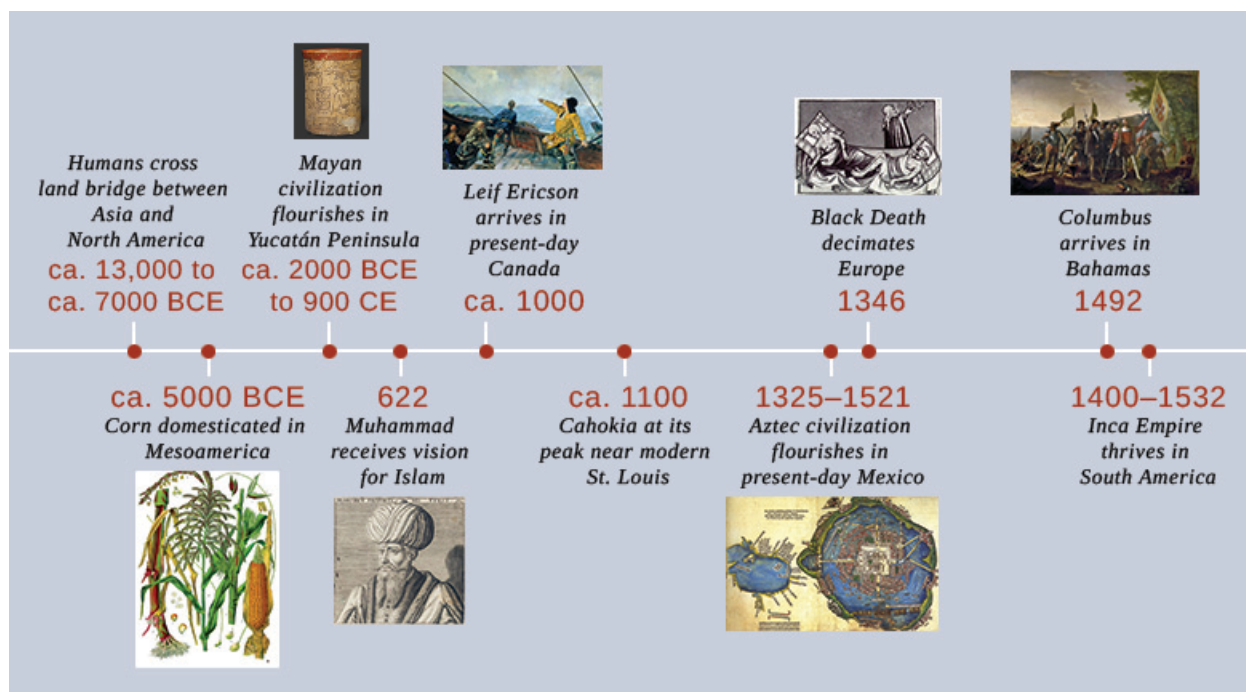 Humans cross
land bridge between
Asia and
North America
ca. 13,000 to
ca. 7000 BCE
Mayan
civilization
flourishes in
Yucatán Peninsula
ca. 2000 BCE
to 900 CE
Leif Ericson
arrives in
present-day
Canada
ca. 1000
Black Death
decimates
Europe
1346
Columbus
arrives in
Bahamas
1492
ca. 5000 BCE
Corn domesticated in
Mesoamerica
622
Muhammad
receives vision
for Islam
ca. 1100
Cahokia at its
peak near modern
St. Louis
1325–1521
Aztec civilization
flourishes in
present-day Mexico
1400–1532
Inca Empire
thrives in
South America